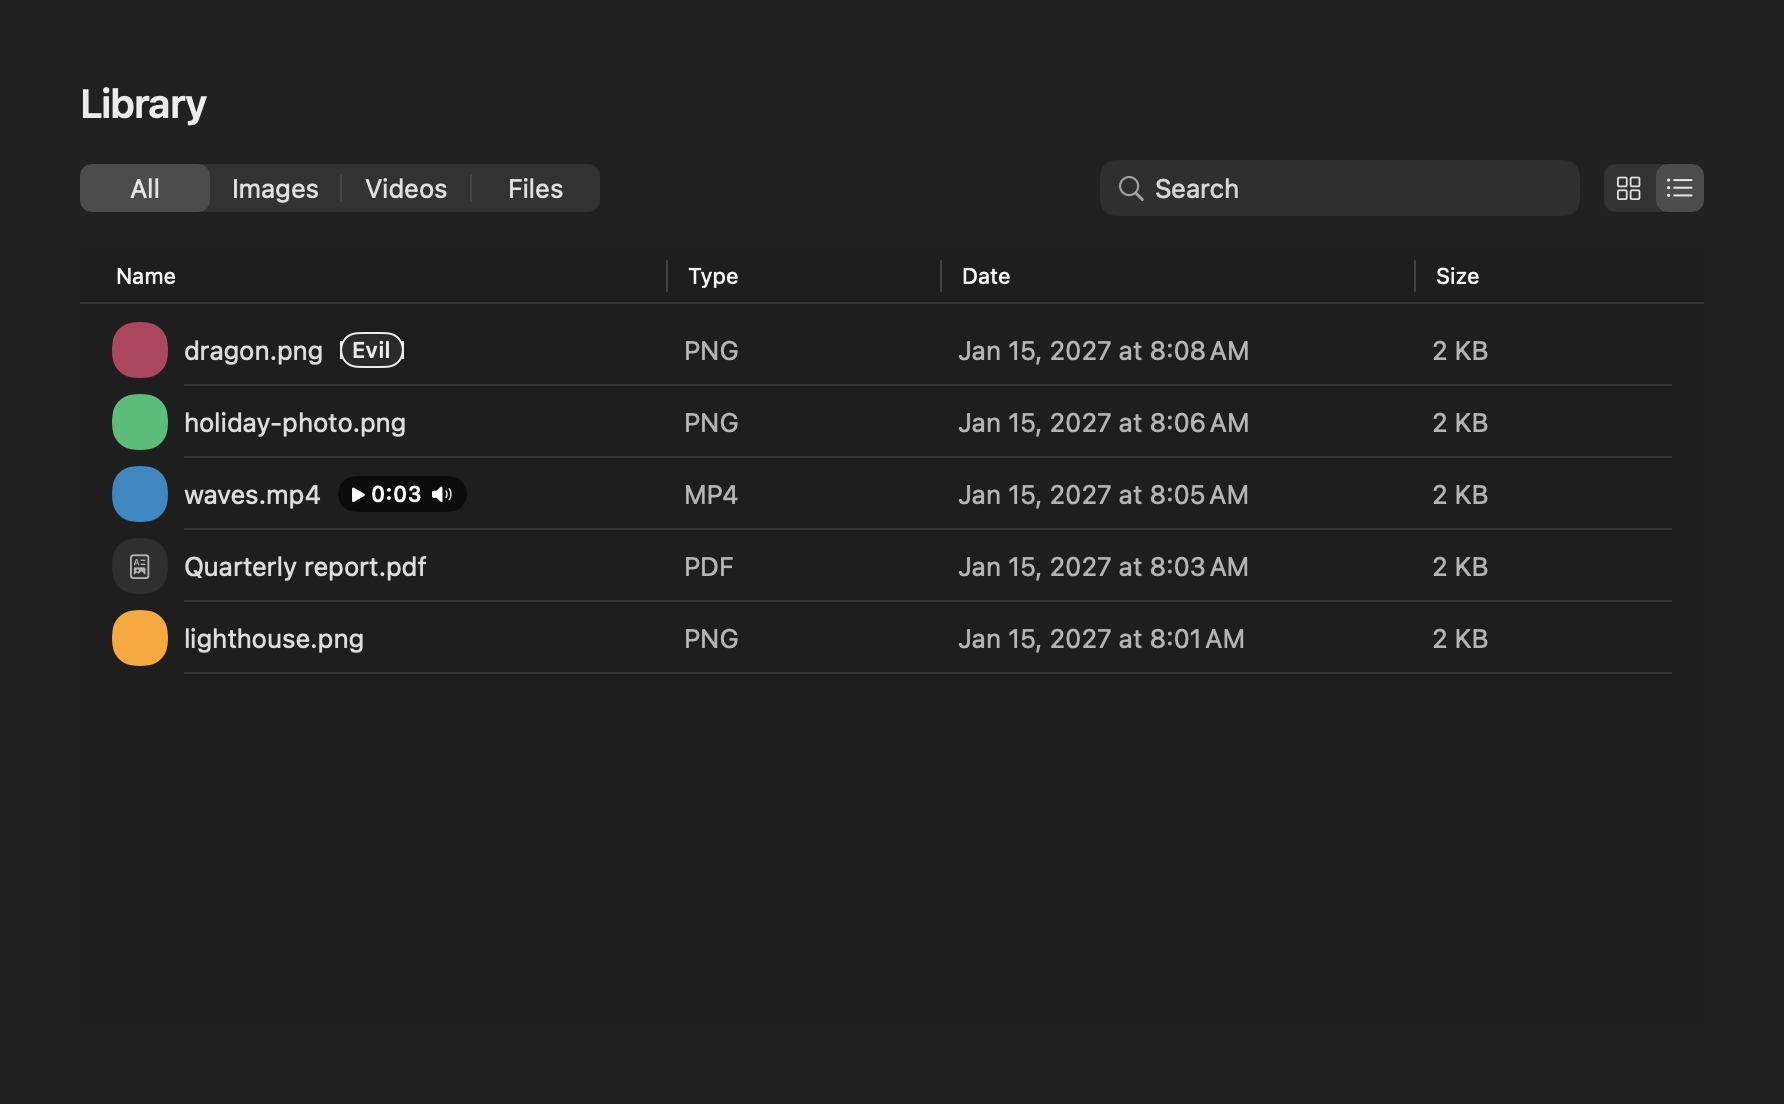 Library
All Images Videos Files Search
Name Type Date Size
dragon.png Evil PNG Jan 15, 2027 at 8:08 AM 2 KB
holiday-photo.png PNG Jan 15, 2027 at 8:06 AM 2 KB
waves.mp4 0:03 MP4 Jan 15, 2027 at 8:05 AM 2 KB
Quarterly report.pdf PDF Jan 15, 2027 at 8:03 AM 2 KB
lighthouse.png PNG Jan 15, 2027 at 8:01 AM 2 KB